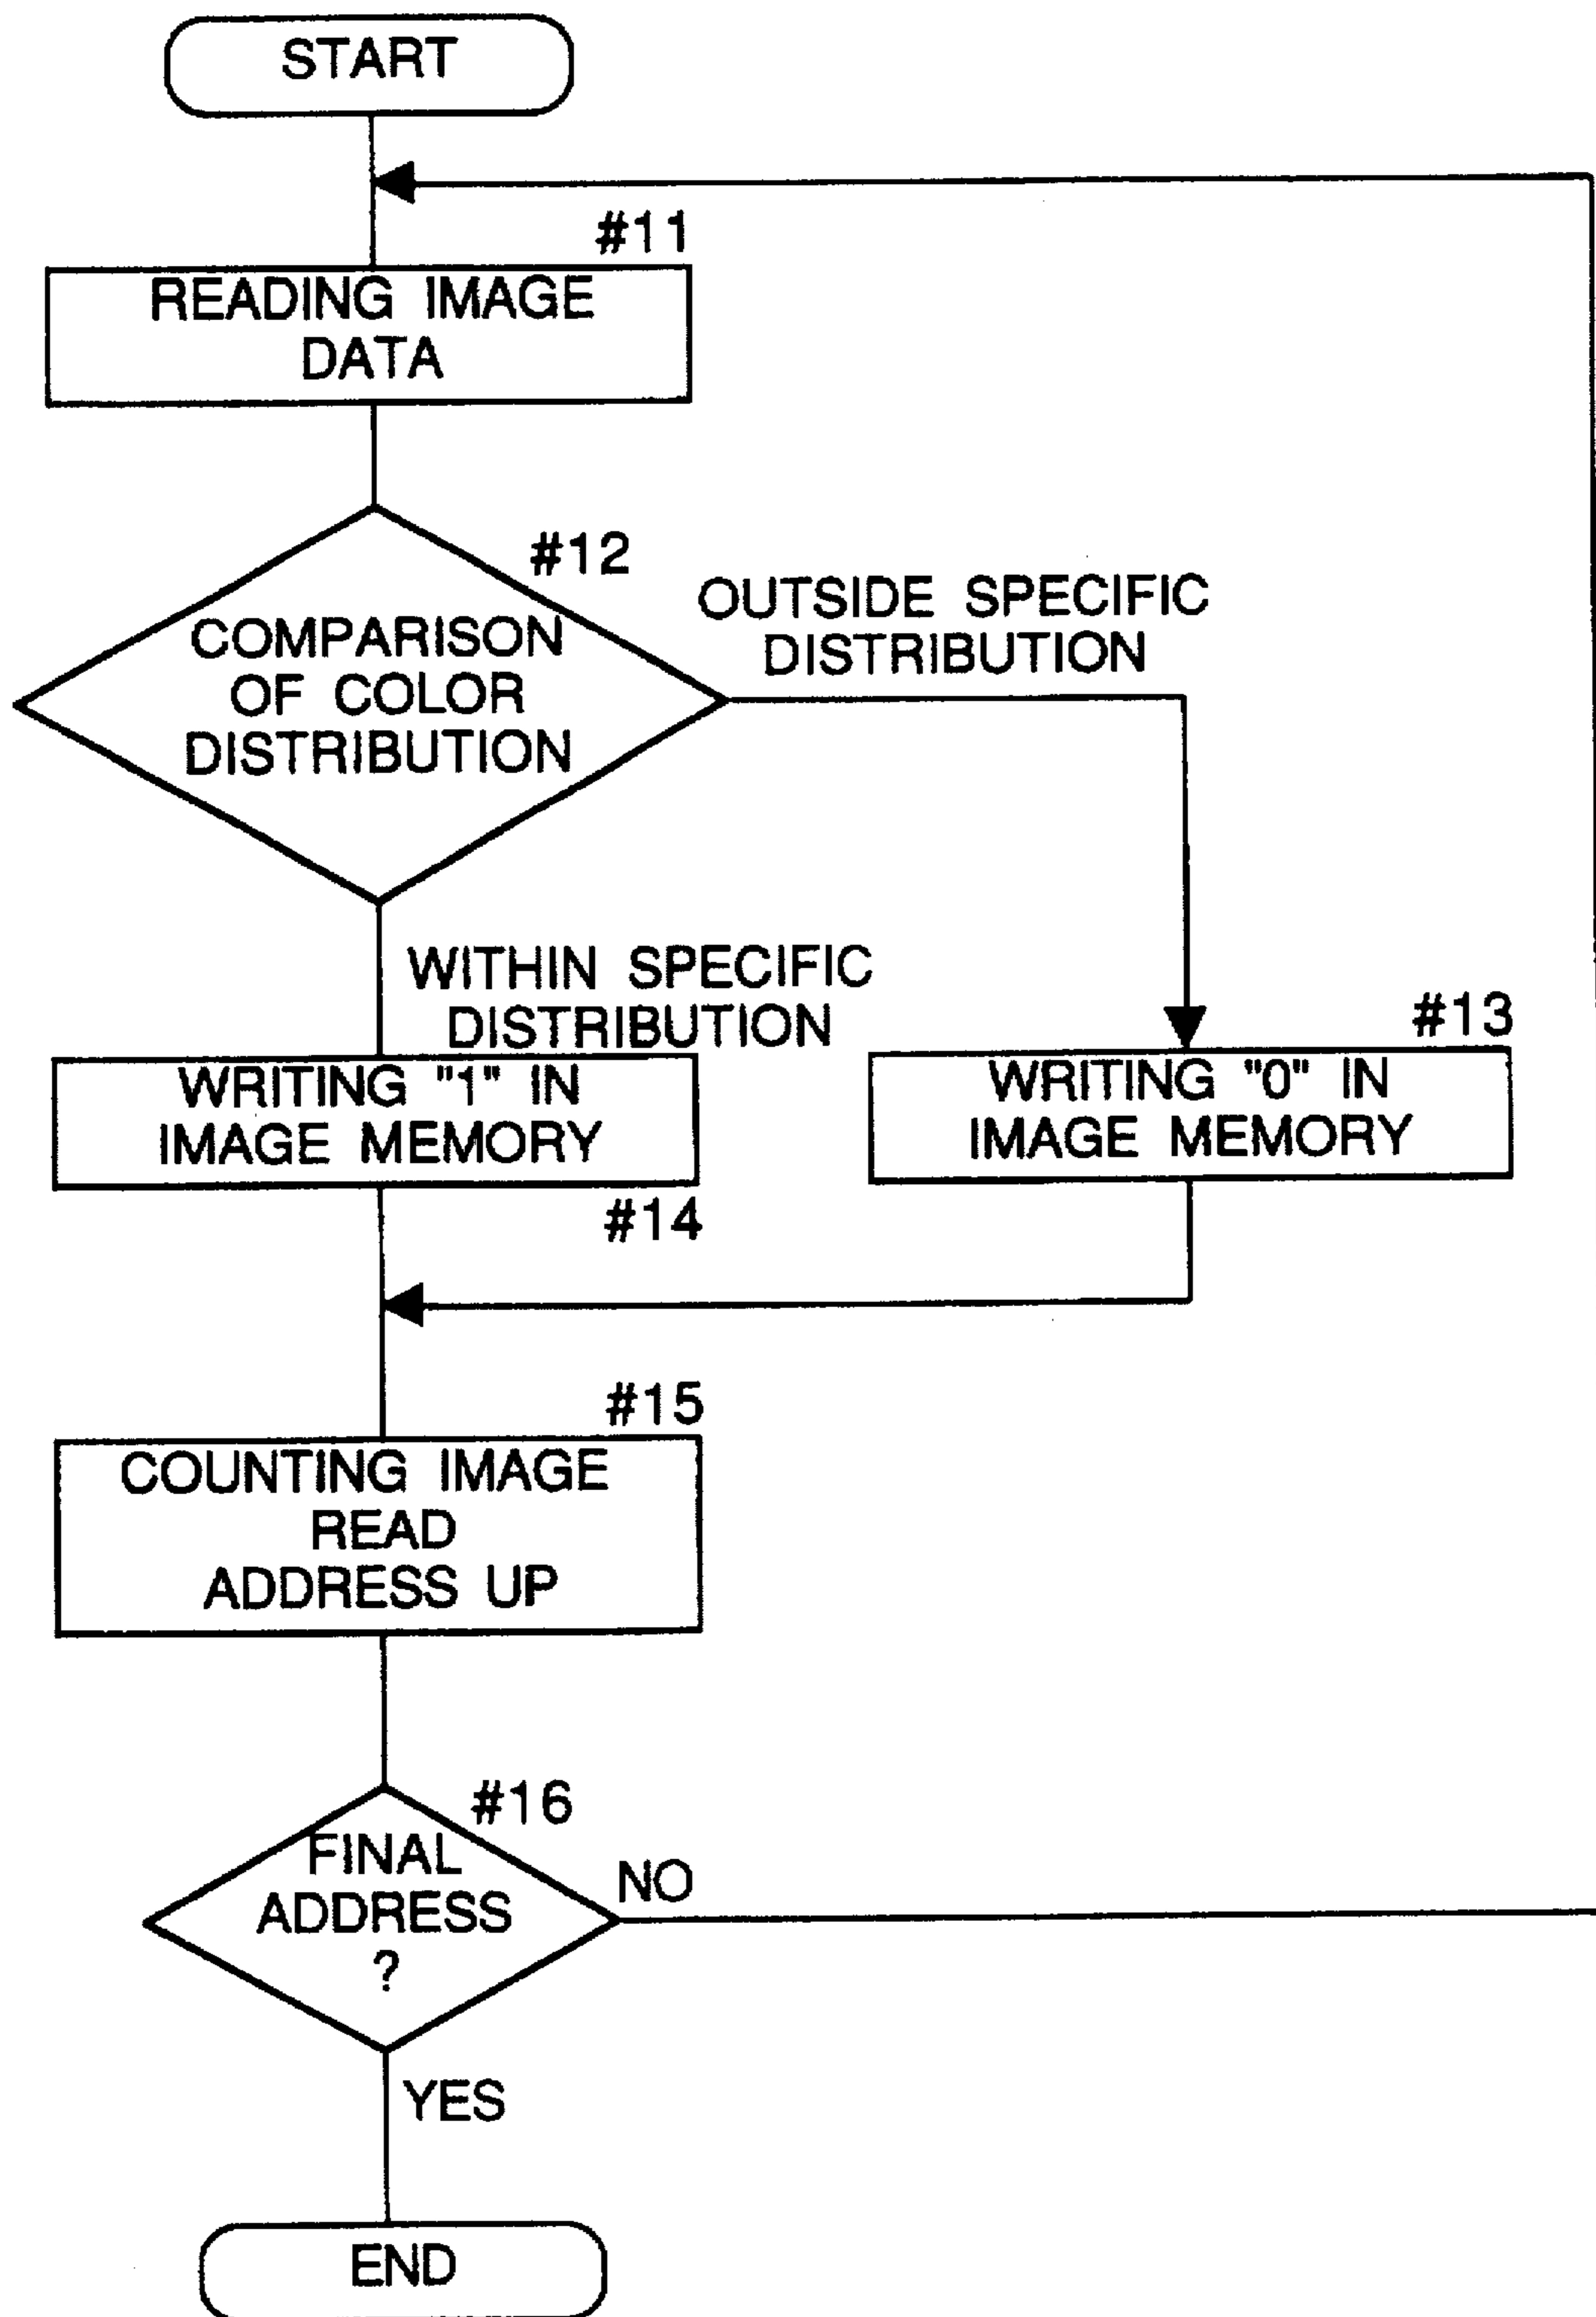 START
#11
READING IMAGE
DATA
#12
COMPARISON
OF COLOR
DISTRIBUTION
OUTSIDE SPECIFIC
DISTRIBUTION
WITHIN SPECIFIC
DISTRIBUTION
#13
WRITING "1" IN
IMAGE MEMORY
#14
WRITING "0" IN
IMAGE MEMORY
#15
COUNTING IMAGE
READ
ADDRESS UP
#16
FINAL
ADDRESS
?
NO
YES
END